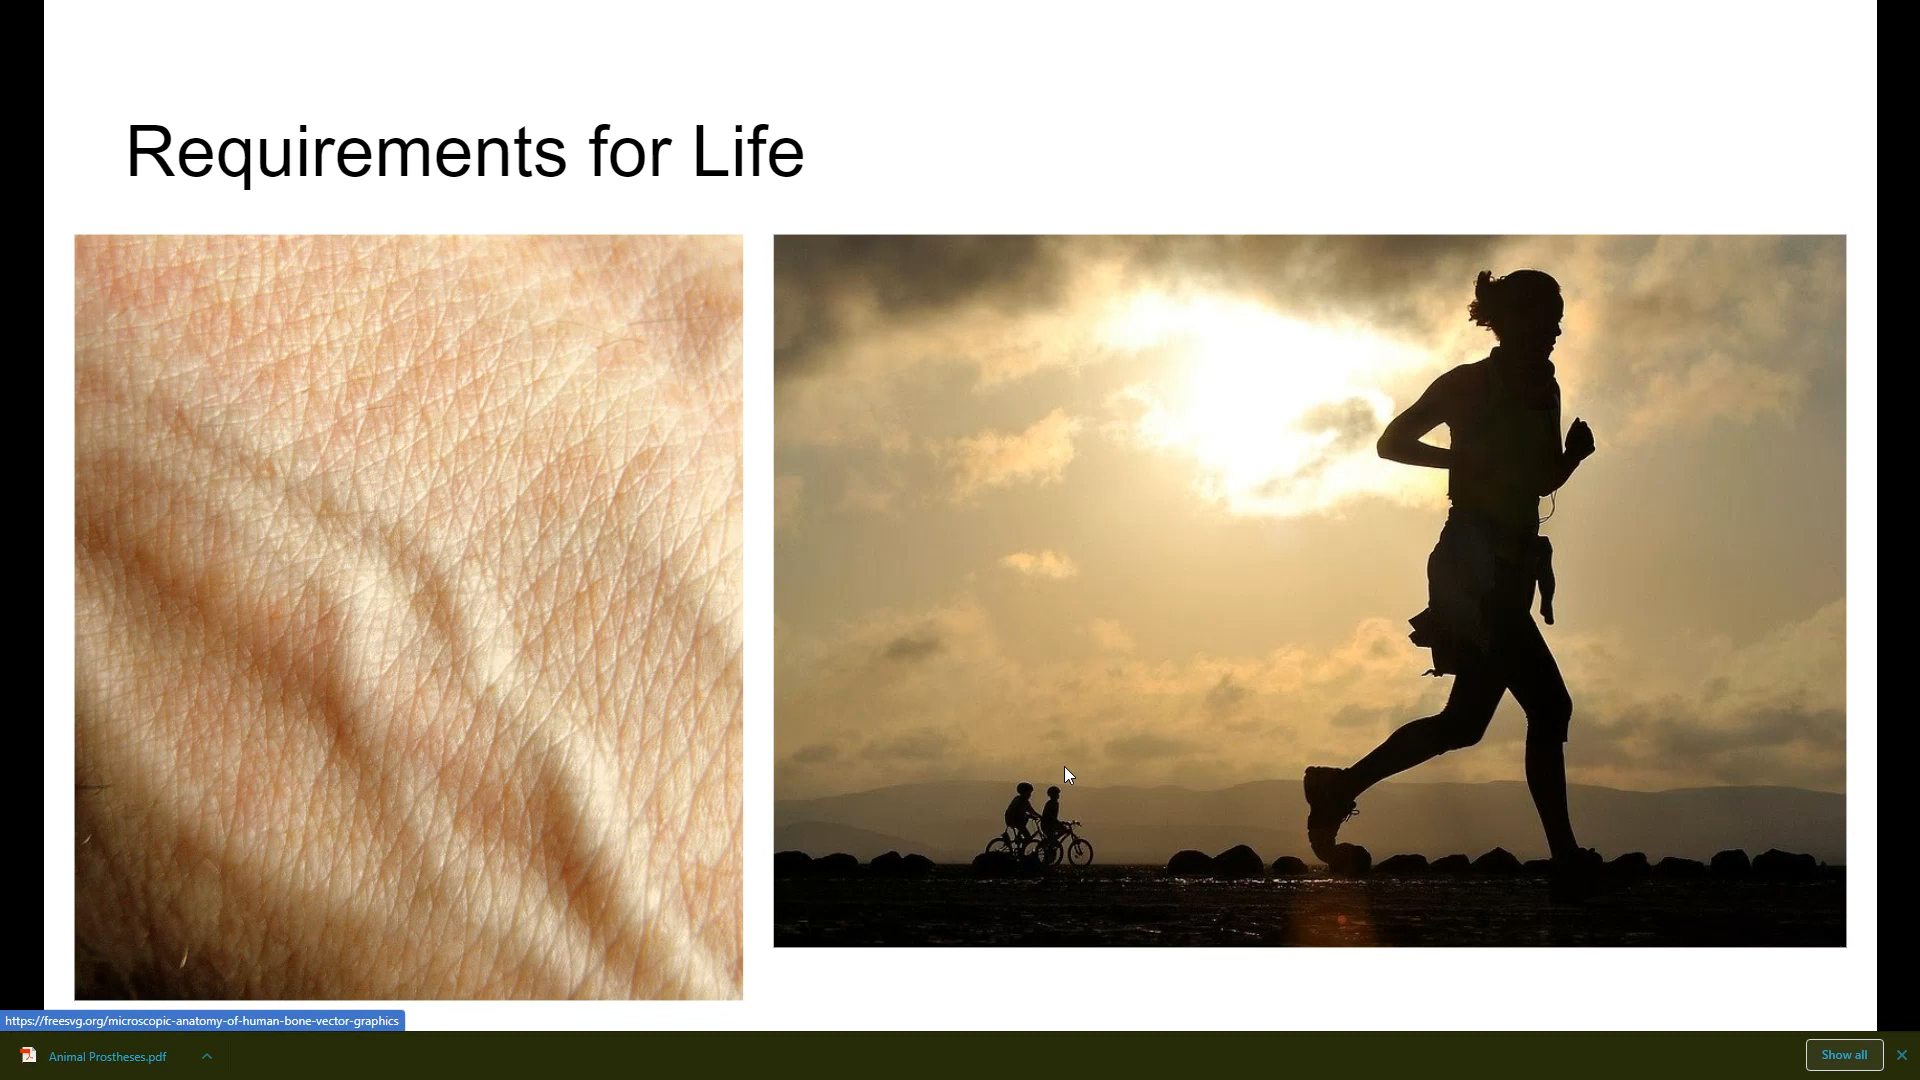 Requirements for Life
https://freesvg.org/microscopic-anatomy-of-human-bone-vector-graphics
Animal Prostheses.pdf
Show all